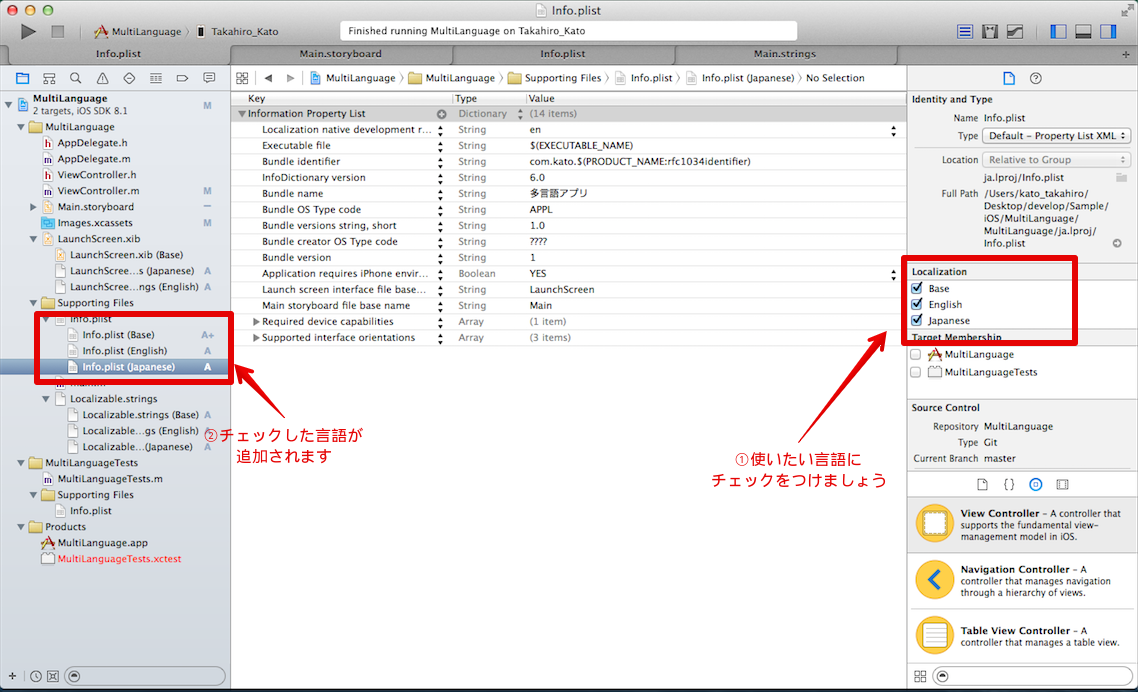 Info.plist
MultiLanguage 〉 Takahiro_Kato
Finished running MultiLanguage on Takahiro_Kato
Info.plist
Main.storyboard
Info.plist
Main.strings
+
MultiLanguage 〉 MultiLanguage 〉 Supporting Files 〉 Info.plist 〉 Info.plist (Japanese) 〉 No Selection
MultiLanguage M
2 targets, iOS SDK 8.1
MultiLanguage
AppDelegate.h
AppDelegate.m
ViewController.h
ViewController.m M
Main.storyboard –
Images.xcassets M
LaunchScreen.xib
LaunchScreen.xib (Base)
LaunchScree...s (Japanese) A
LaunchScree...ngs (English) A
Supporting Files
Info.plist
Info.plist (Base) A+
Info.plist (English) A
Info.plist (Japanese) A
Localizable.strings
Localizable.strings (Base) A
Localizable...gs (English) A
Localizable...(Japanese) A
MultiLanguageTests
MultiLanguageTests.m
Supporting Files
Info.plist
Products
MultiLanguage.app
MultiLanguageTests.xctest
Key Type Value
Information Property List Dictionary (14 items)
Localization native development r... String en
Executable file String $(EXECUTABLE_NAME)
Bundle identifier String com.kato.$(PRODUCT_NAME:rfc1034identifier)
InfoDictionary version String 6.0
Bundle name String 多言語アプリ
Bundle OS Type code String APPL
Bundle versions string, short String 1.0
Bundle creator OS Type code String ????
Bundle version String 1
Application requires iPhone envir... Boolean YES
Launch screen interface file base... String LaunchScreen
Main storyboard file base name String Main
Required device capabilities Array (1 item)
Supported interface orientations Array (3 items)
②チェックした言語が
追加されます
①使いたい言語に
チェックをつけましょう
Identity and Type
Name Info.plist
Type Default - Property List XML
Location Relative to Group
ja.lproj/Info.plist
Full Path /Users/kato_takahiro/
Desktop/develop/Sample/
iOS/MultiLanguage/
MultiLanguage/ja.lproj/
Info.plist
Localization
Base
English
Japanese
Target Membership
MultiLanguage
MultiLanguageTests
Source Control
Repository MultiLanguage
Type Git
Current Branch master
View Controller - A controller that
supports the fundamental view-
management model in iOS.
Navigation Controller - A
controller that manages navigation
through a hierarchy of views.
Table View Controller - A
controller that manages a table view.